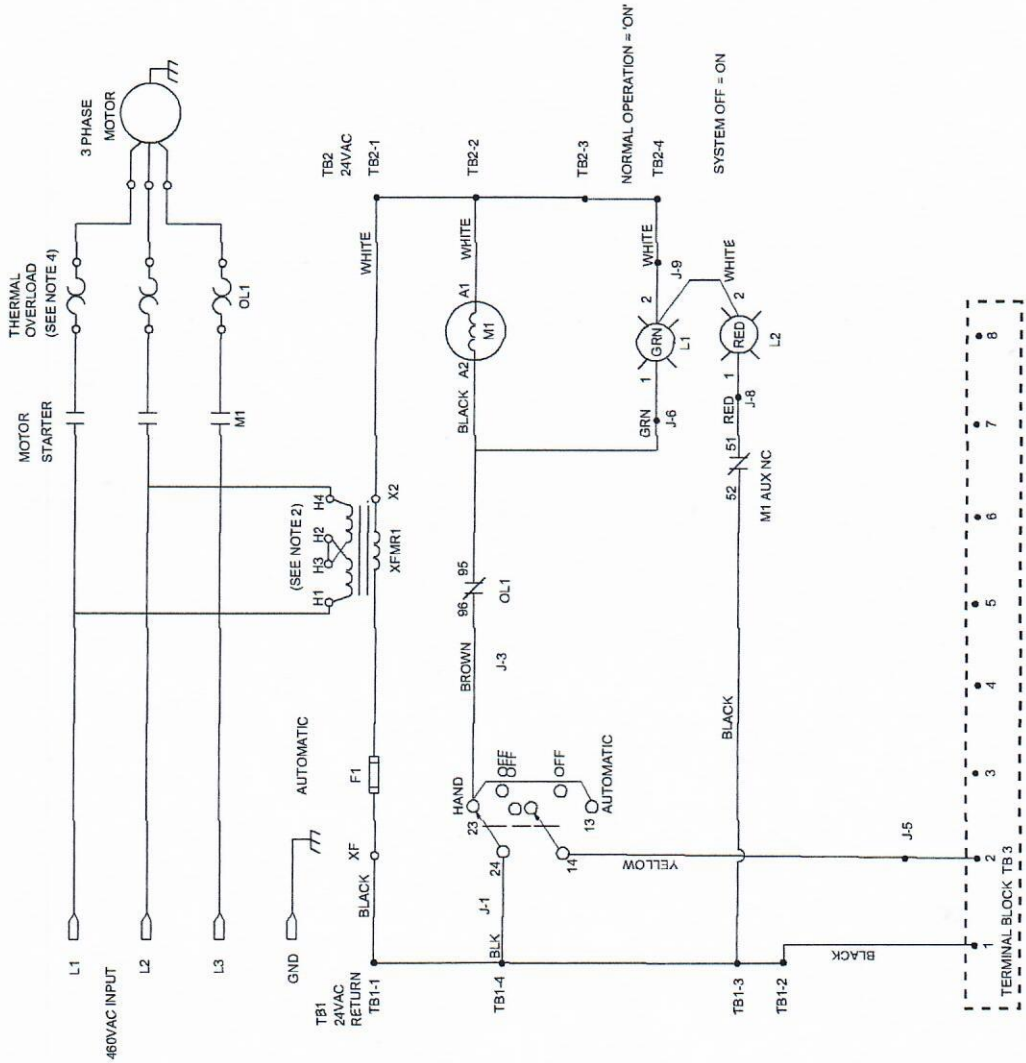 3 PHASE
MOTOR
THERMAL
OVERLOAD
(SEE NOTE 4)
OL1
MOTOR
STARTER
M1
L1
460VAC INPUT
L2
L3
GND
AUTOMATIC
(SEE NOTE 2)
H1
H3
H2
H4
XFMR1
X2
F1
XF
BLACK
WHITE
TB1
24VAC
RETURN
TB1-1
TB2
24VAC
TB2-1
TB1-4
BLK
J-1
24
23
HAND
OFF
OFF
OFF
14
13
AUTOMATIC
BROWN
J-3
96
95
OL1
BLACK
A2
M1
A1
WHITE
TB2-2
TB2-3
NORMAL OPERATION = 'ON'
TB2-4
GRN
J-6
1
GRN
L1
2
WHITE
J-9
SYSTEM OFF = ON
TB1-3
BLACK
52
51
M1 AUX NC
RED
J-8
1
RED
L2
2
WHITE
TB1-2
BLACK
YELLOW
J-5
1
2
3
4
5
6
7
8
TERMINAL BLOCK TB 3